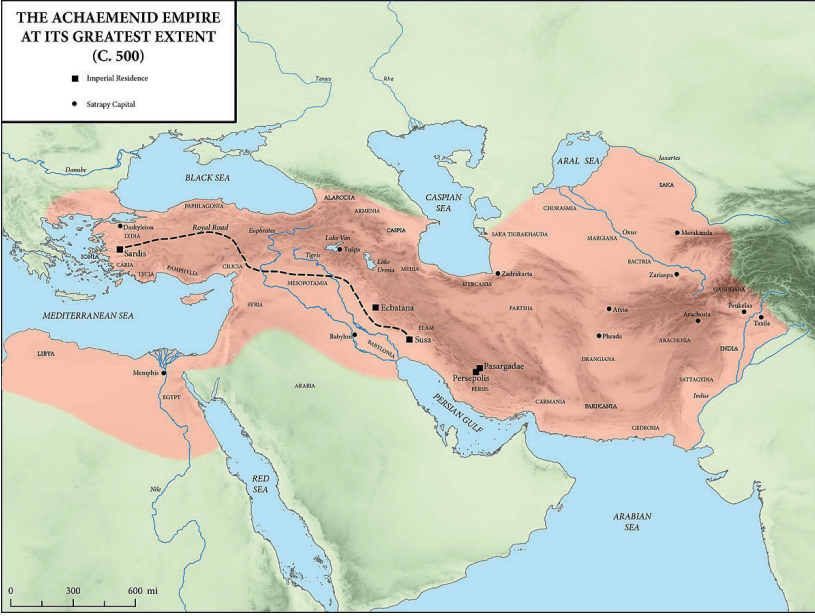 THE ACHAEMENID EMPIRE
AT ITS GREATEST EXTENT
(C. 500)
Imperial Residence
Satrapy Capital
Tanais
Rha
Danube
BLACK SEA
CASPIAN
SEA
ARAL SEA
Jaxartes
SAKA
PAPHLAGONIA
ALARODIA
ARMENIA
CASPIA
CHORASMIA
Daskyleion
LYDIA
Royal Road
Euphrates
SAKA TIGRAKHAUDA
MARGIANA
Oxus
Marakanda
Sardis
IONIA
CARIA
LYCIA
PAMPHYLIA
CILICIA
Lake Van
Tušpa
Tigris
Lake
Urmia
MEDIA
BACTRIA
Zadrakarta
Zariaspa
HYRCANIA
MESOPOTAMIA
GANDHARA
SYRIA
Ecbatana
PARTHIA
Areia
Peukelaa
Arachosia
Taxila
MEDITERRANEAN SEA
ELAM
Babylon
Susa
BABYLONIA
Phrada
ARACHOSIA
INDIA
LIBYA
DRANGIANA
Memphis
Pasargadae
Persepolis
PERSIS
SATTAGYDIA
ARABIA
EGYPT
CARMANIA
PARIKANIA
Indus
PERSIAN GULF
GEDROSIA
RED
SEA
Nile
ARABIAN
SEA
0 300 600 mi